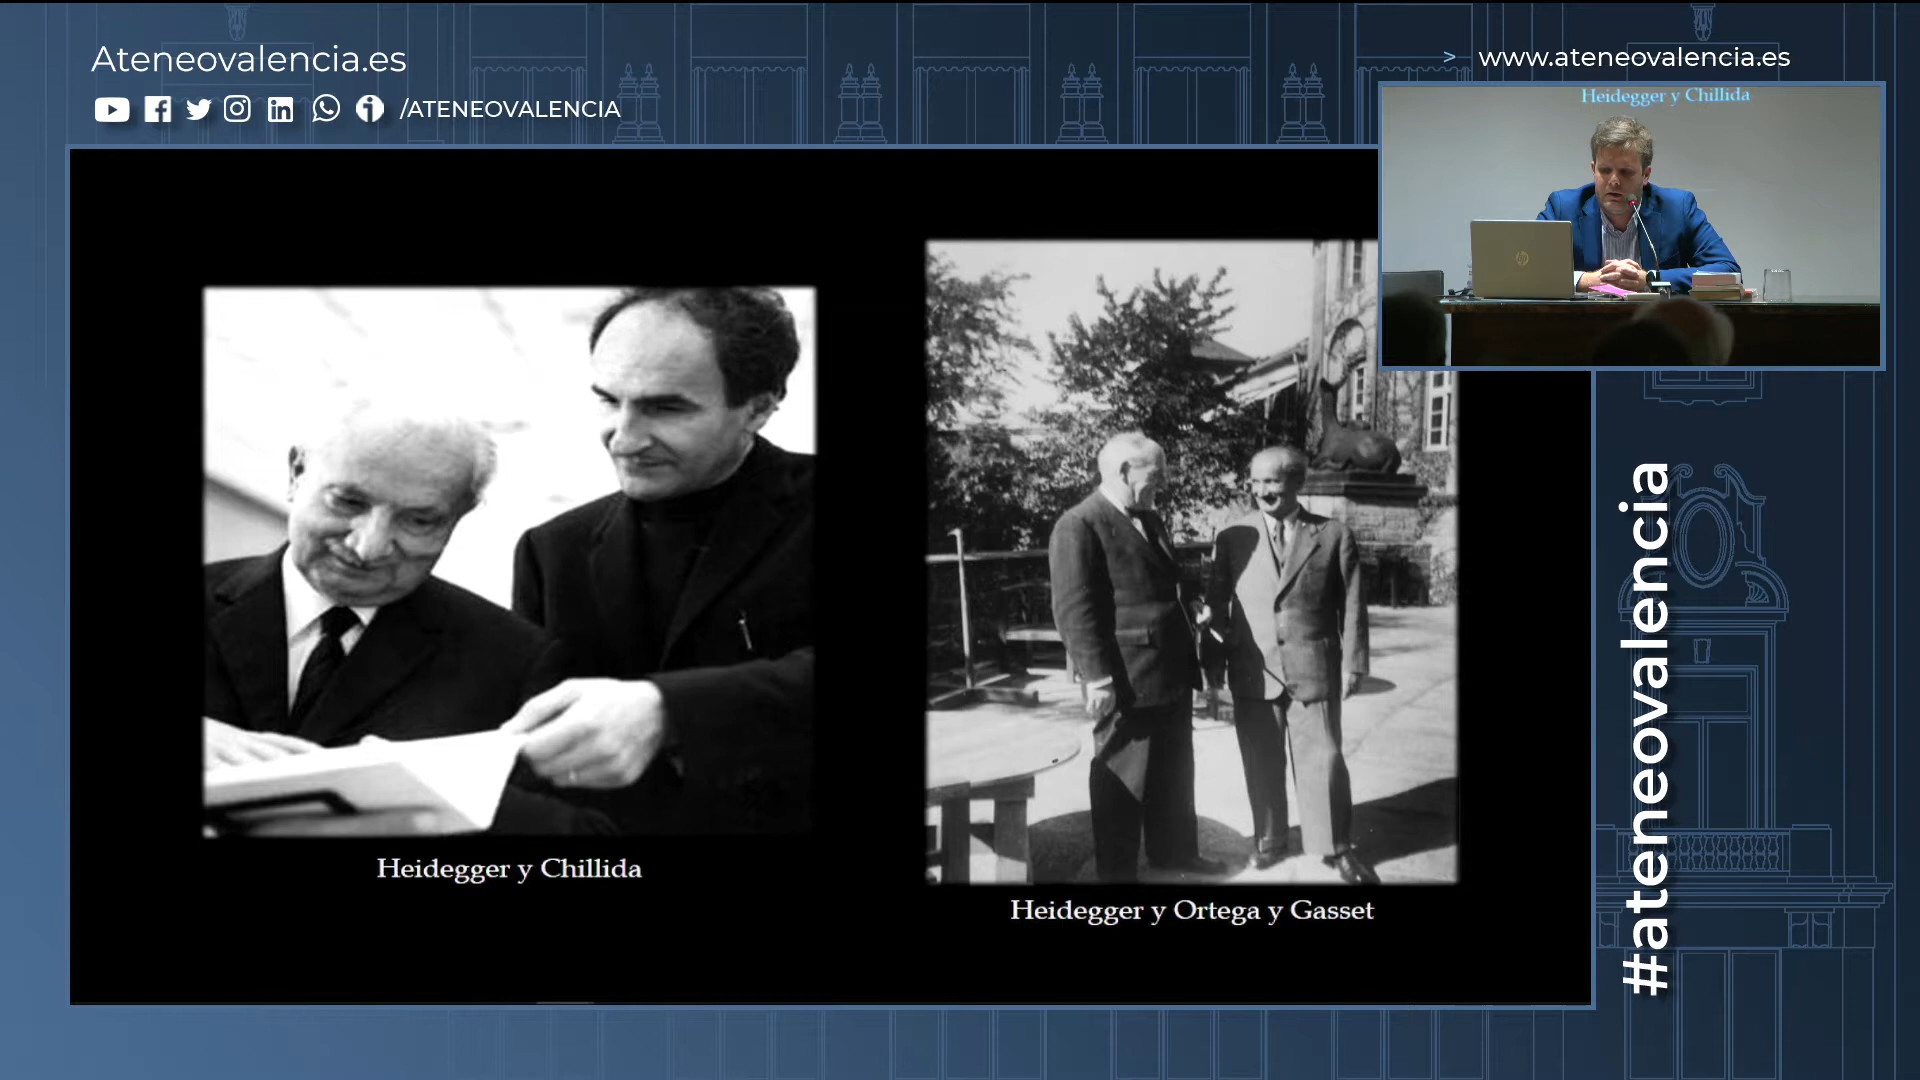 Ateneovalencia.es
/ATENEOVALENCIA
> www.ateneovalencia.es
Heidegger y Chillida
Heidegger y Chillida
Heidegger y Ortega y Gasset
#ateneovalencia